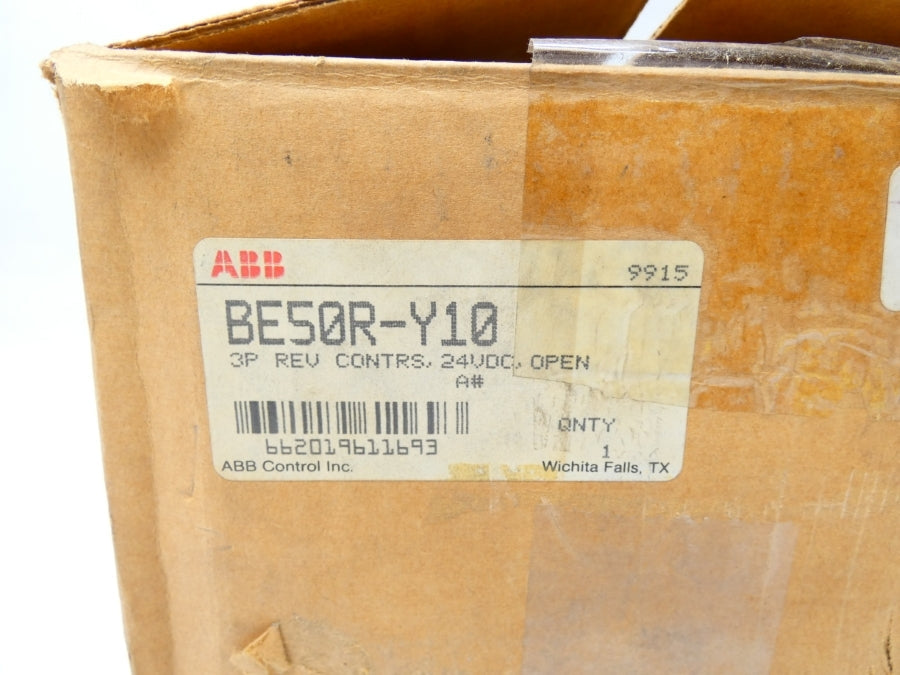 ABB 9915
BE50R-Y10
3P REV CONTRS, 24VDC, OPEN
A#
QNTY
662019611693 1
ABB Control Inc. Wichita Falls, TX